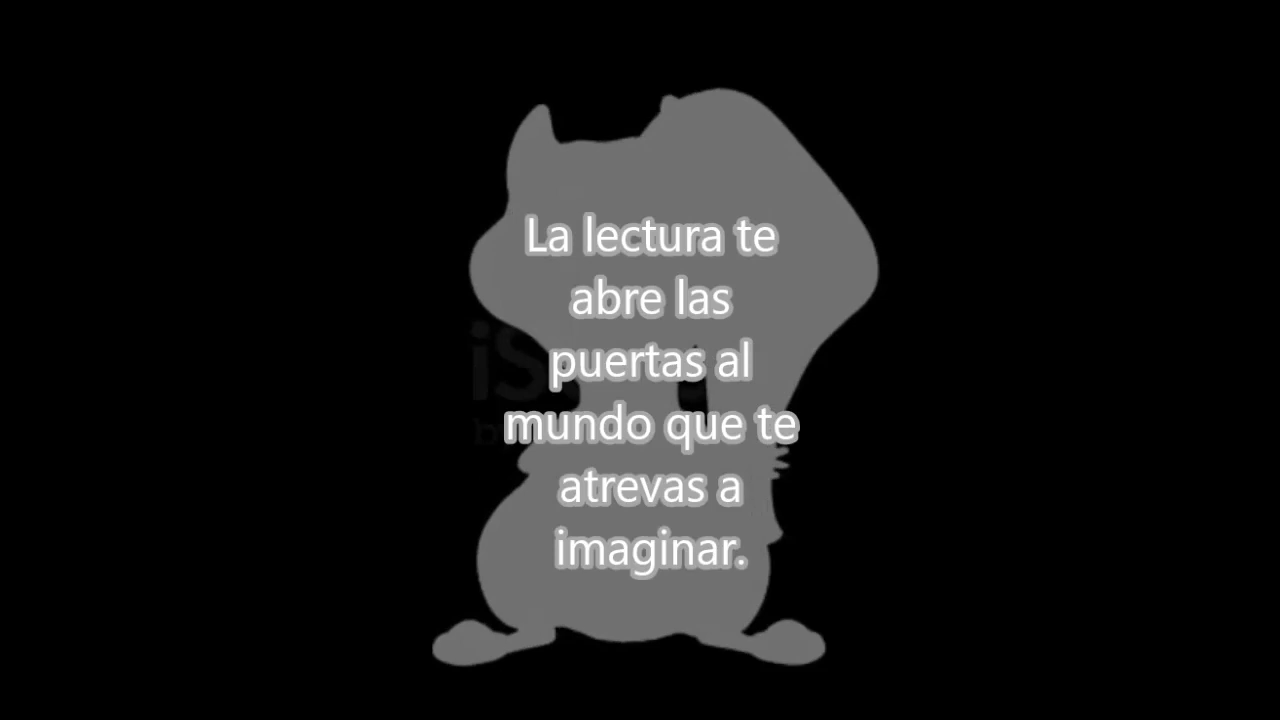 La lectura te
abre las
puertas al
mundo que te
atrevas a
imaginar.